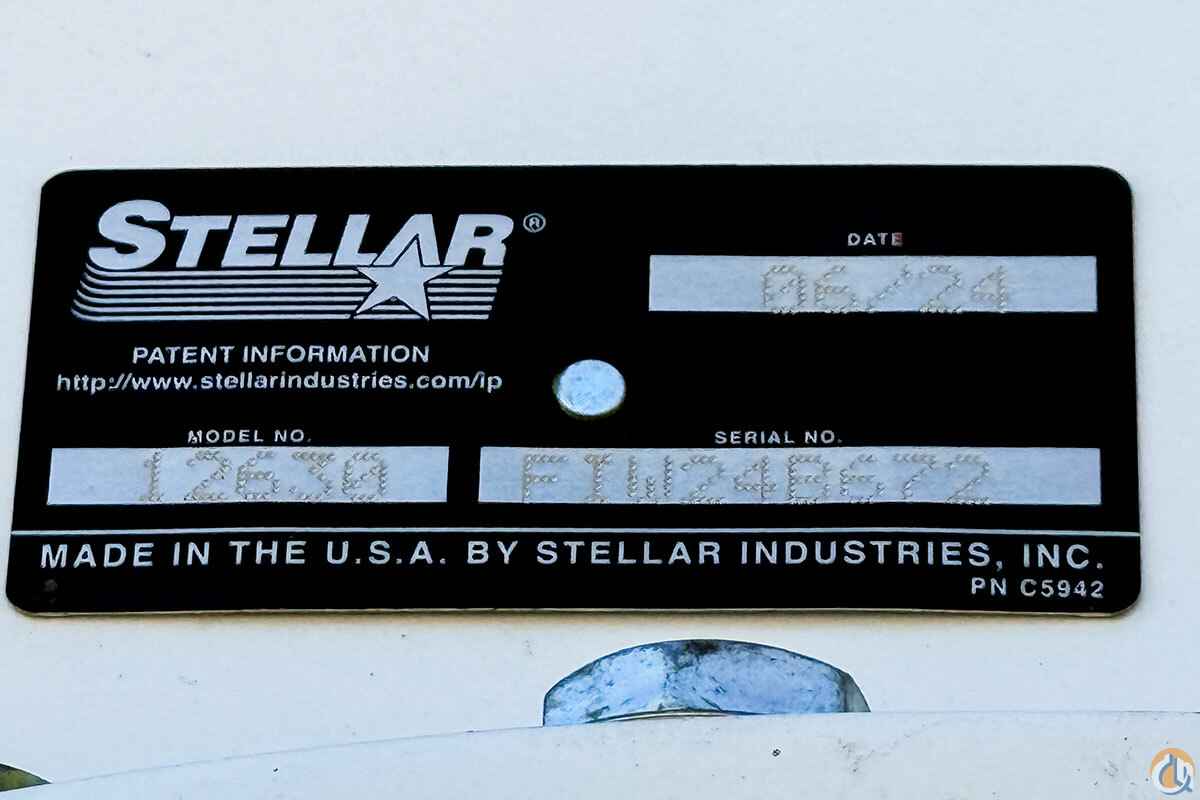 STELLAR®
DATE
06/24
PATENT INFORMATION
http://www.stellarindustries.com/ip
MODEL NO.
12630
SERIAL NO.
MADE IN THE U.S.A. BY STELLAR INDUSTRIES, INC.
PN C5942